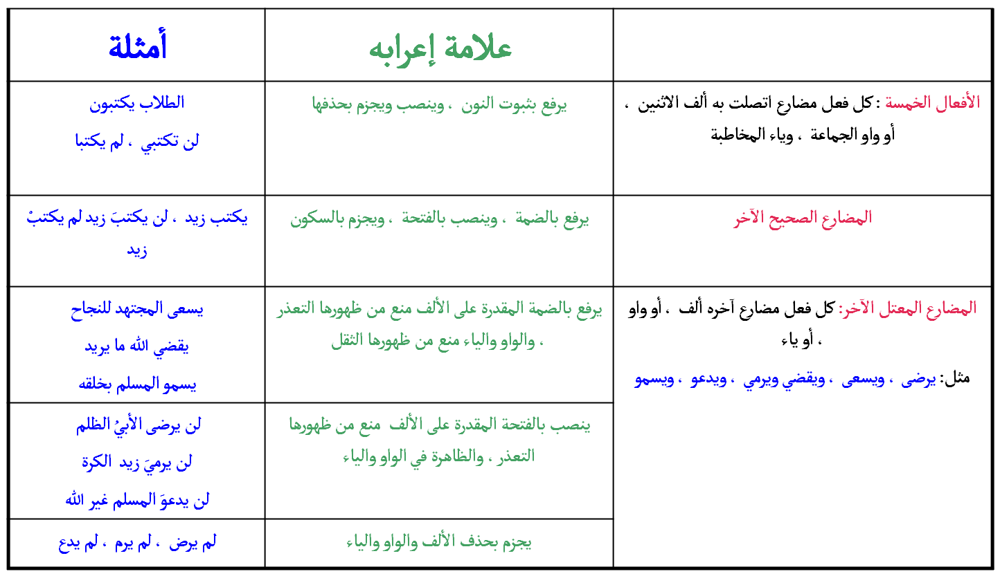 علامة إعرابه
أمثلة
الأفعال الخمسة : كل فعل مضارع اتصلت به ألف الاثنين ،
أو واو الجماعة ، وياء المخاطبة
يرفع بثبوت النون ، وينصب ويجزم بحذفها
الطلاب يكتبون
لن تكتبي ، لم يكتبا
المضارع الصحيح الآخر
يرفع بالضمة ، وينصب بالفتحة ، ويجزم بالسكون
يكتب زيد ، لن يكتبَ زيد لم يكتبْ
زيد
المضارع المعتل الآخر: كل فعل مضارع آخره ألف ، أو واو
، أو ياء
مثل: يرضى ، ويسعى ، ويقضي ويرمي ، ويدعو ، ويسمو
يرفع بالضمة المقدرة على الألف منع من ظهورها التعذر
، والواو والياء منع من ظهورها الثقل
يسعى المجتهد للنجاح
يقضي الله ما يريد
يسمو المسلم بخلقه
ينصب بالفتحة المقدرة على الألف منع من ظهورها
التعذر ، والظاهرة في الواو والياء
لن يرضى الأبيُ الظلم
لن يرميَ زيد الكرة
لن يدعوَ المسلم غير الله
يجزم بحذف الألف والواو والياء
لم يرض ، لم يرم ، لم يدع